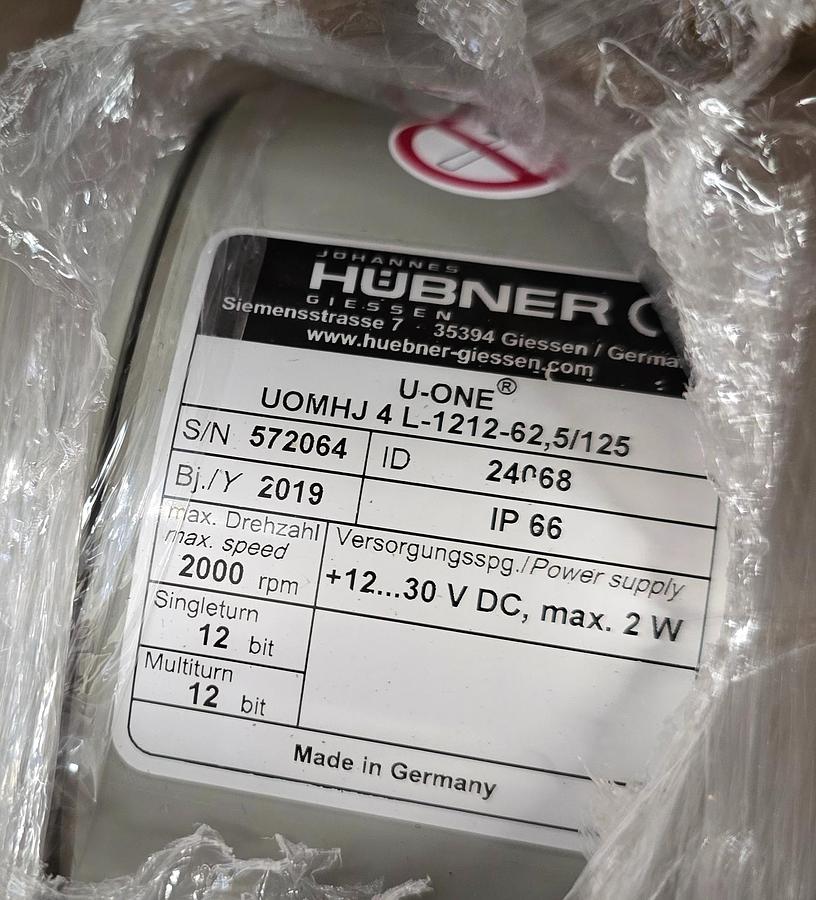 JOHANNES
HÜBNER
GIESSEN
Siemensstrasse 7 · 35394 Giessen / Germa
www.huebner-giessen.com
U-ONE®
UOMHJ 4 L-1212-62,5/125
S/N 572064 ID
Bj./Y 2019 IP 66
max. Drehzahl Versorgungsspg./Power supply
max. speed
2000 rpm +12...30 V DC, max. 2 W
Singleturn
12 bit
Multiturn
12 bit
Made in Germany